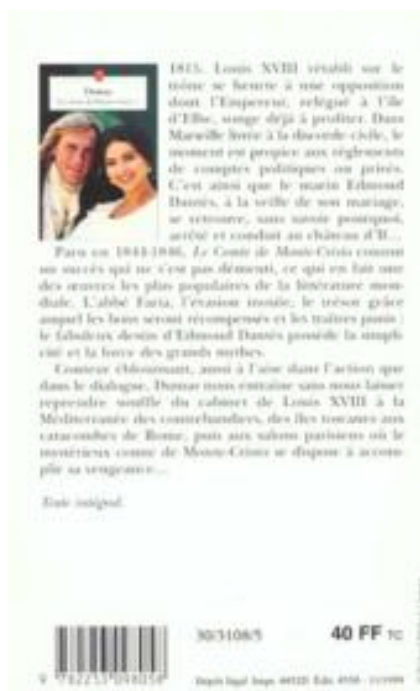 Dumas
1815. Louis XVIII rétabli sur le
trône se heurte à une opposition
dont l'Empereur, relégué à l'île
d'Elbe, songe déjà à profiter. Dans
Marseille livrée à la discorde civile, le
moment est propice aux règlements
de comptes politiques ou privés.
C'est ainsi que le marin Edmond
Dantès, à la veille de son mariage,
se retrouve, sans savoir pourquoi,
arrêté et conduit au château d'If...
Paru en 1844-1846, Le Comte de Monte-Cristo connut
un succès qui ne s'est pas démenti, ce qui en fait une
des œuvres les plus populaires de la littérature mon-
diale. L'abbé Faria, l'évasion inouïe, le trésor grâce
auquel les bons seront récompensés et les traîtres punis :
le fabuleux destin d'Edmond Dantès possède la simpli-
cité et la force des grands mythes.
Conteur éblouissant, aussi à l'aise dans l'action que
dans le dialogue, Dumas nous entraîne sans nous laisser
reprendre souffle du cabinet de Louis XVIII à la
Méditerranée des contrebandiers, des îles toscanes aux
catacombes de Rome, puis aux salons parisiens où le
mystérieux comte de Monte-Cristo se dispose à accom-
plir sa vengeance...
Texte intégral.
30/3108/5
40 FF TC
9 782253 098058
Dépôt légal